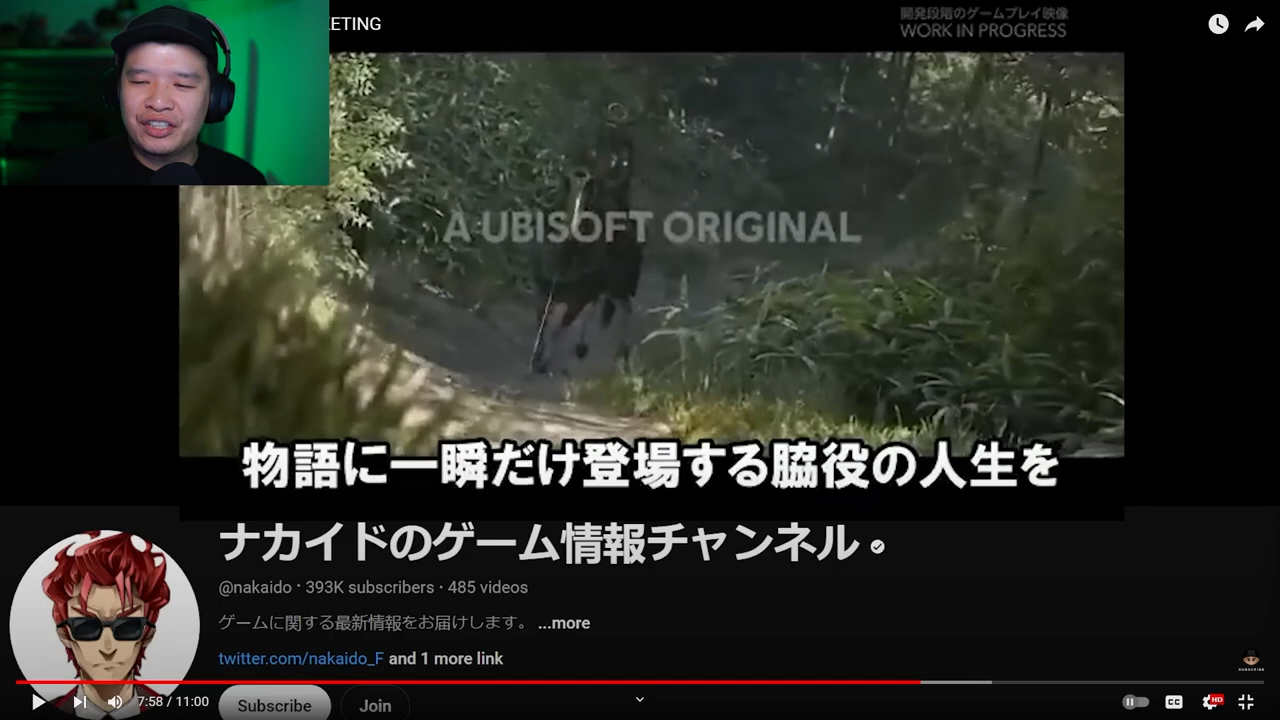 EETING
開発段階のゲームプレイ映像
WORK IN PROGRESS
A UBISOFT ORIGINAL
物語に一瞬だけ登場する脇役の人生を
ナカイドのゲーム情報チャンネル
@nakaido · 393K subscribers · 485 videos
ゲームに関する最新情報をお届けします。 ...more
twitter.com/nakaido_F and 1 more link
SUBSCRIBE
7:58 / 11:00
CC
HD
Subscribe
Join